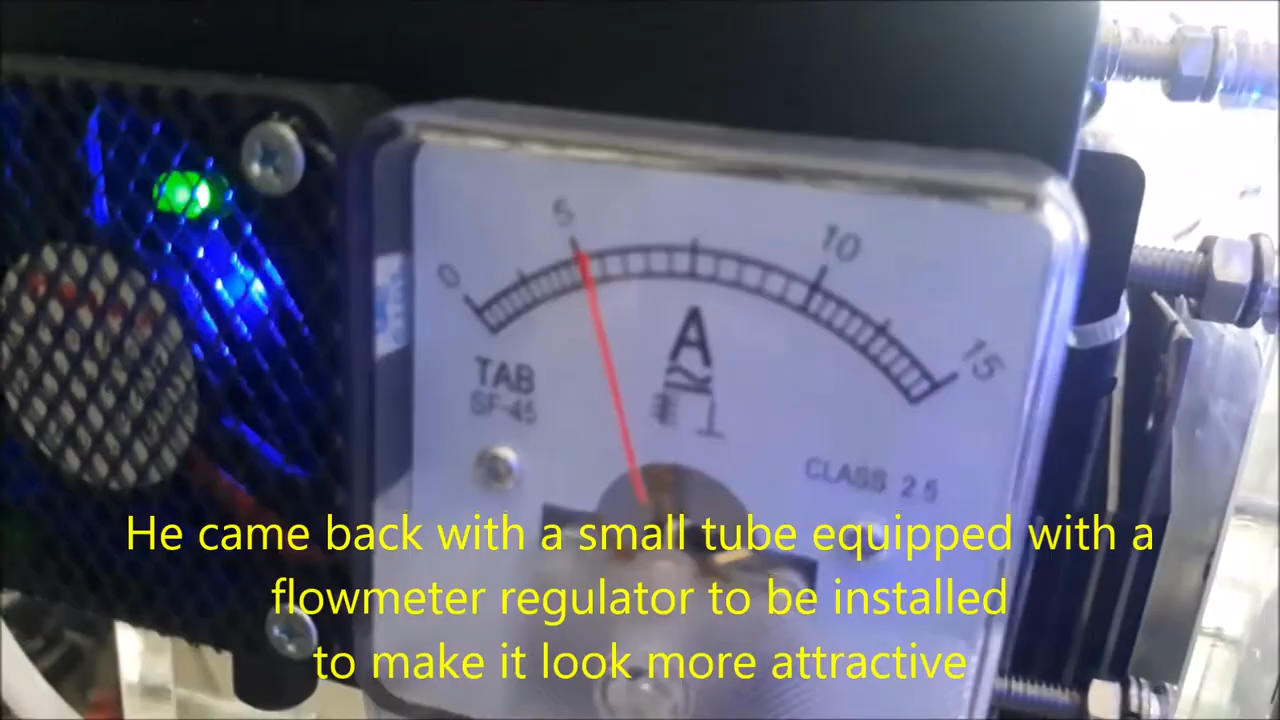 0 5 10 15
A
TAB
SF-45
CLASS 2.5
He came back with a small tube equipped with a
flowmeter regulator to be installed
to make it look more attractive